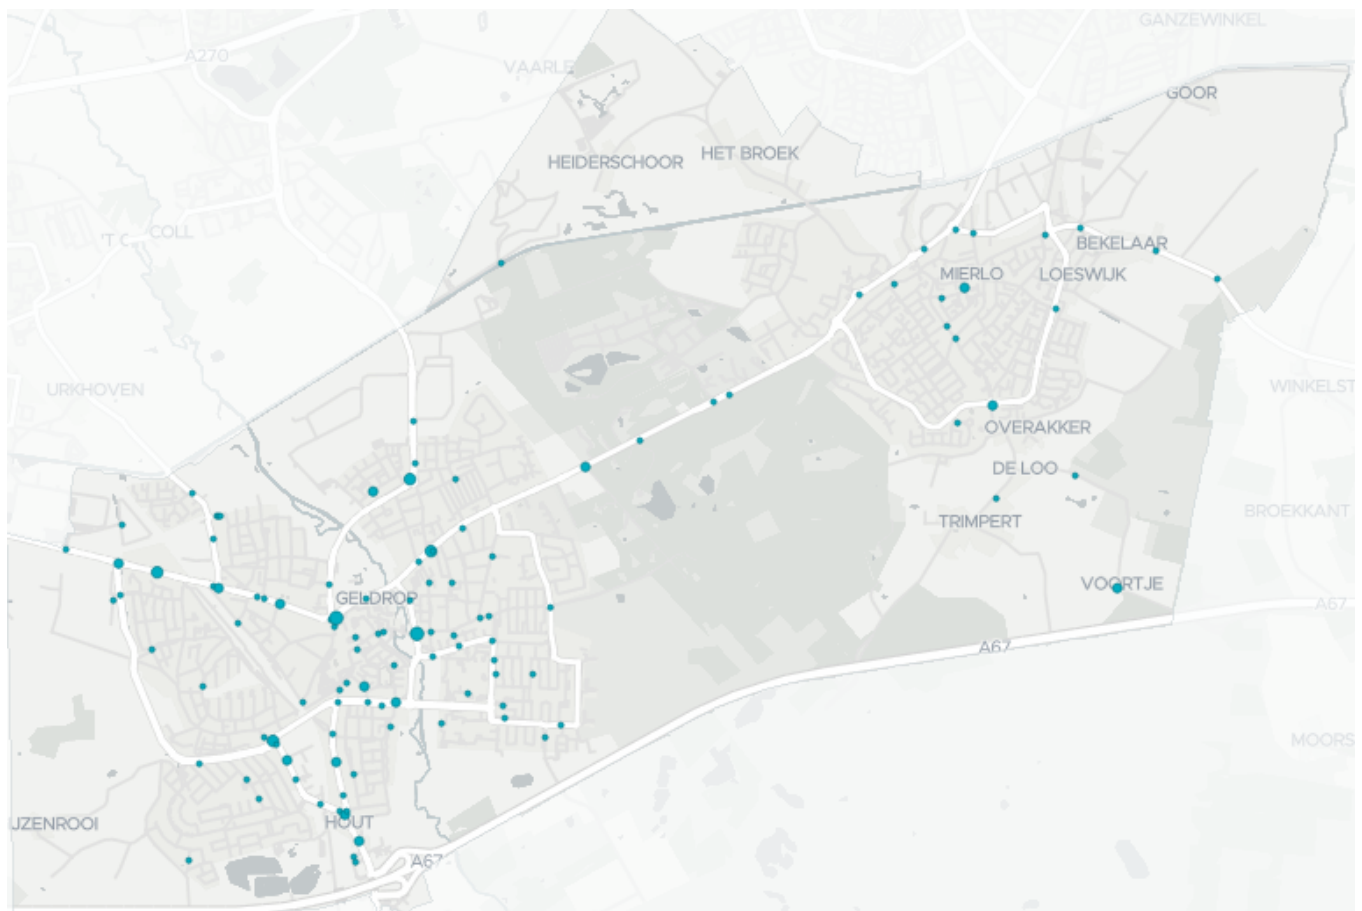 GANZEWINKEL
A270
VAARLE
GOOR
HET BROEK
HEIDERSCHOOR
COLL
BEKELAAR
MIERLO
LOESWIJK
URKHOVEN
WINKELST
OVERAKKER
DE LOO
BROEKKANT
TRIMPERT
VOORTJE
GELDROP
A67
A67
MOORS
IJZENROOI
HOUT
A67